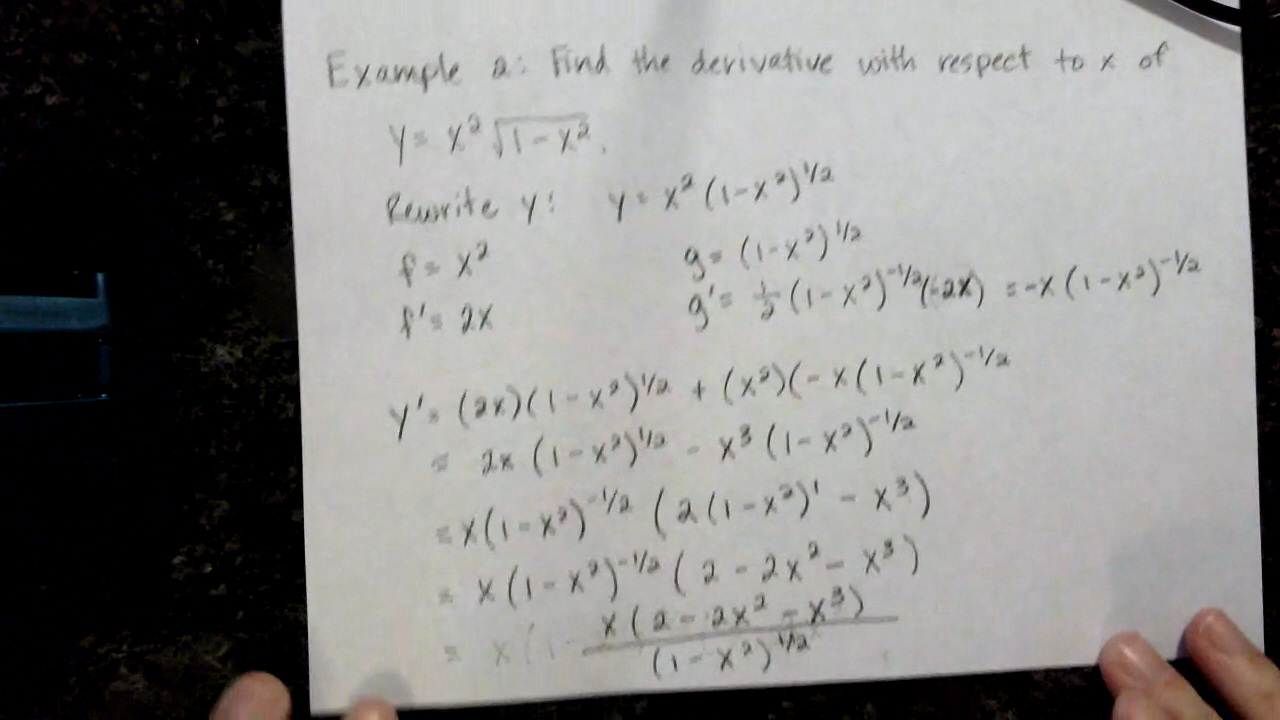 Example 2: Find the derivative with respect to x of
y = x² √(1-x²).
Rewrite y: y = x² (1-x²)^1/2
f = x² g = (1-x²)^1/2
f' = 2x g' = 1/2 (1-x²)^-1/2 (-2x) = -x (1-x²)^-1/2
y' = (2x)(1-x²)^1/2 + (x²)(-x(1-x²)^-1/2
= 2x (1-x²)^1/2 - x³ (1-x²)^-1/2
= x(1-x²)^-1/2 (2(1-x²)^1 - x³)
= x (1-x²)^-1/2 (2 - 2x² - x³)
= x(2 - 2x² - x³) / (1-x²)^1/2